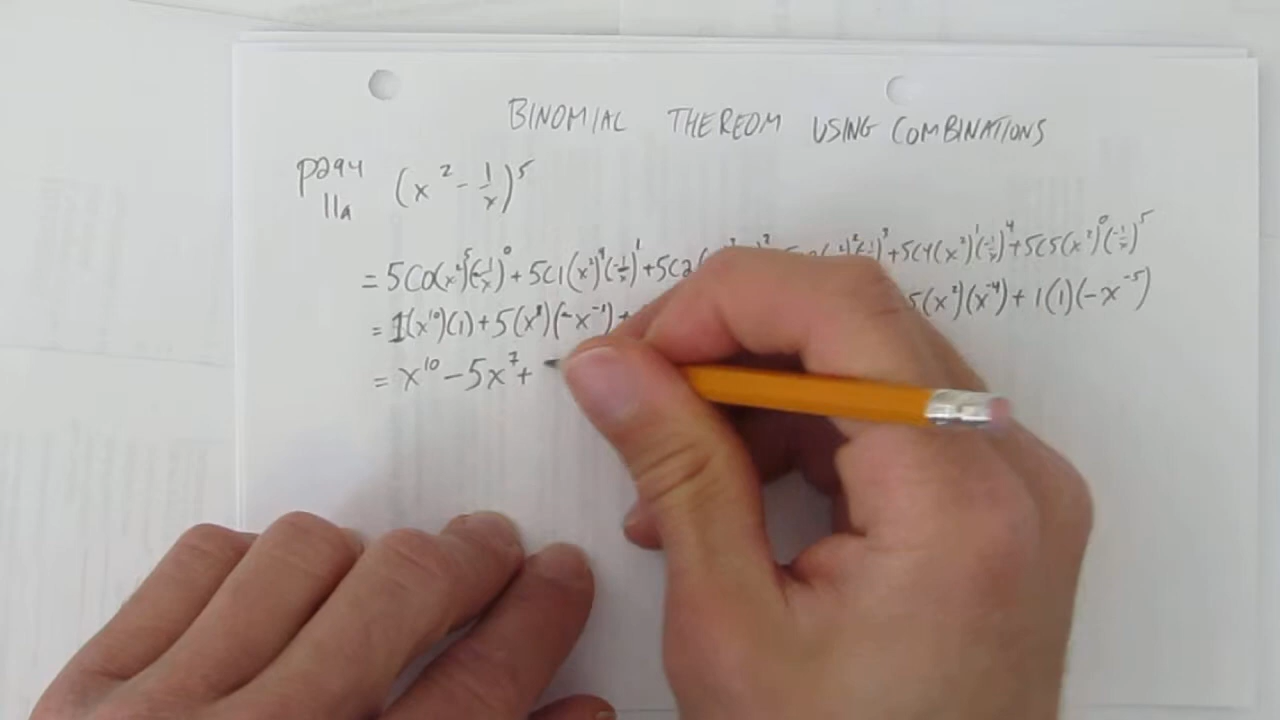 BINOMIAL THEREOM USING COMBINATIONS
p294 (x² - 1/x)⁵
11a
= 5C0(x²)⁵(-1/x)⁰ + 5C1(x²)⁴(-1/x)¹ + 5C2( +5C4(x²)¹(-1/x)⁴ + 5C5(x²)⁰(-1/x)⁵
= 1(x¹⁰)(1) + 5(x⁸)(-x⁻¹) + 5(x²)(x⁻⁴) + 1(1)(-x⁻⁵)
= x¹⁰ - 5x⁷ +